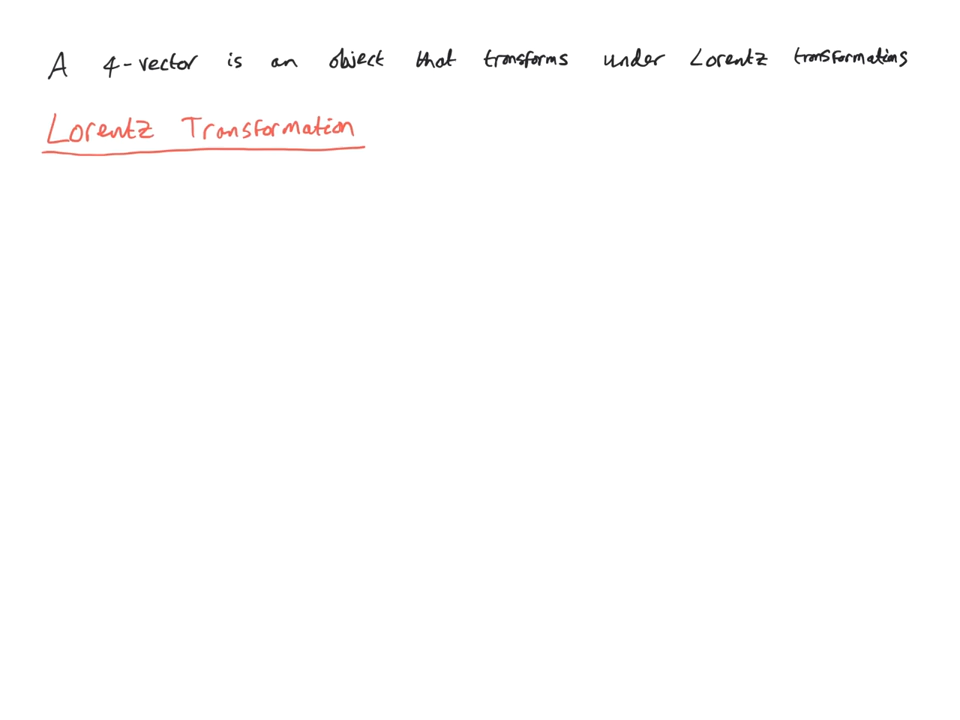 A 4-vector is an object that transforms under Lorentz transformations
Lorentz Transformation